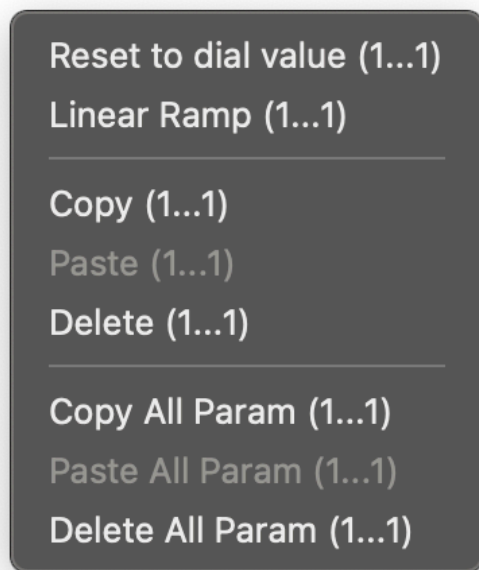 Reset to dial value (1...1)
Linear Ramp (1...1)
Copy (1...1)
Paste (1...1)
Delete (1...1)
Copy All Param (1...1)
Paste All Param (1...1)
Delete All Param (1...1)